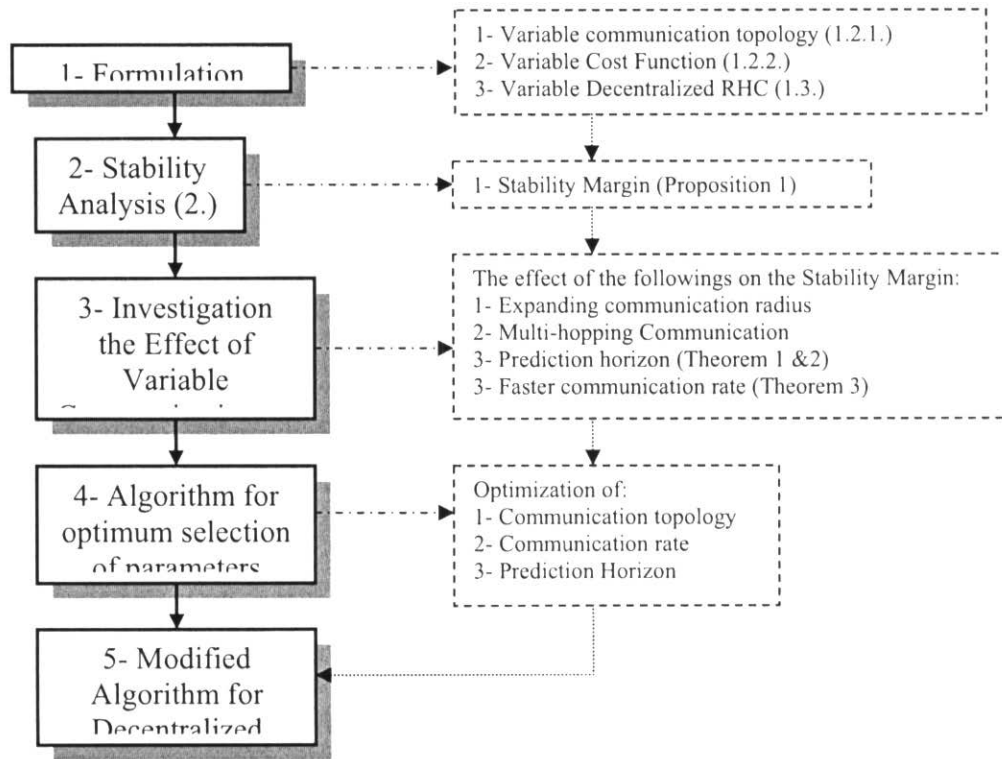 1- Formulation
1- Variable communication topology (1.2.1.)
2- Variable Cost Function (1.2.2.)
3- Variable Decentralized RHC (1.3.)
2- Stability
Analysis (2.)
1- Stability Margin (Proposition 1)
3- Investigation
the Effect of
Variable
The effect of the followings on the Stability Margin:
1- Expanding communication radius
2- Multi-hopping Communication
3- Prediction horizon (Theorem 1 &2)
3- Faster communication rate (Theorem 3)
4- Algorithm for
optimum selection
of parameters
Optimization of:
1- Communication topology
2- Communication rate
3- Prediction Horizon
5- Modified
Algorithm for
Decentralized